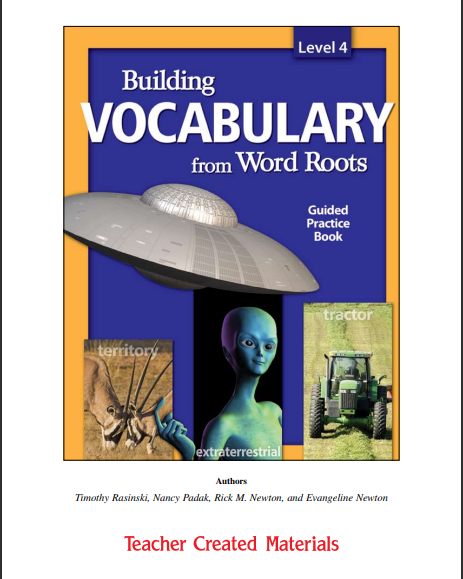 Level 4
Building
VOCABULARY
from Word Roots
Guided
Practice
Book
territory
extraterrestrial
tractor
Authors
Timothy Rasinski, Nancy Padak, Rick M. Newton, and Evangeline Newton
Teacher Created Materials